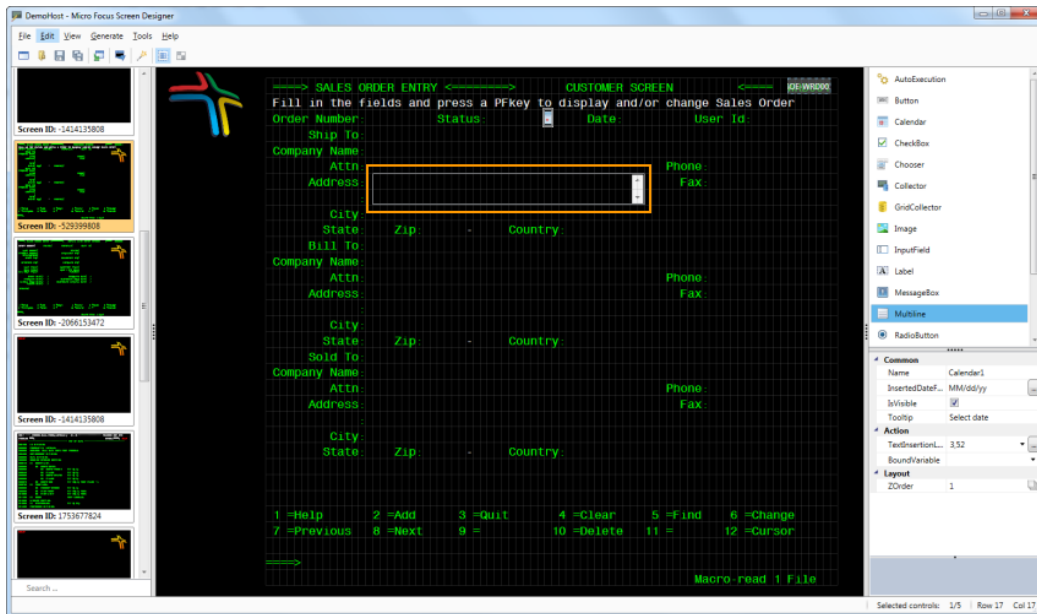 DemoHost - Micro Focus Screen Designer
File Edit View Generate Tools Help
Screen ID: -1414135808
Screen ID: -529399808
Screen ID: -2066153472
Screen ID: -1414135808
Screen ID: 1753677824
Search ...
====> SALES ORDER ENTRY <==========> CUSTOMER SCREEN <====
Fill in the fields and press a PFkey to display and/or change Sales Order
Order Number: Status: Date: User Id:
Ship To:
Company Name:
Attn: Phone:
Address: Fax:
:
City:
State: Zip: - Country:
Bill To:
Company Name:
Attn: Phone:
Address: Fax:
:
City:
State: Zip: - Country:
Sold To:
Company Name:
Attn: Phone:
Address: Fax:
:
City:
State: Zip: - Country:
1 =Help 2 =Add 3 =Quit 4 =Clear 5 =Find 6 =Change
7 =Previous 8 =Next 9 = 10 =Delete 11 = 12 =Cursor
====>
Macro-read 1 File
AutoExecution
Button
Calendar
CheckBox
Chooser
Collector
GridCollector
Image
InputField
Label
MessageBox
Multiline
RadioButton
Common
Name Calendar1
InsertedDateF... MM/dd/yy
IsVisible
Tooltip Select date
Action
TextInsertionL... 3,52
BoundVariable
Layout
ZOrder 1
Selected controls: 1/5 Row 17 Col 17